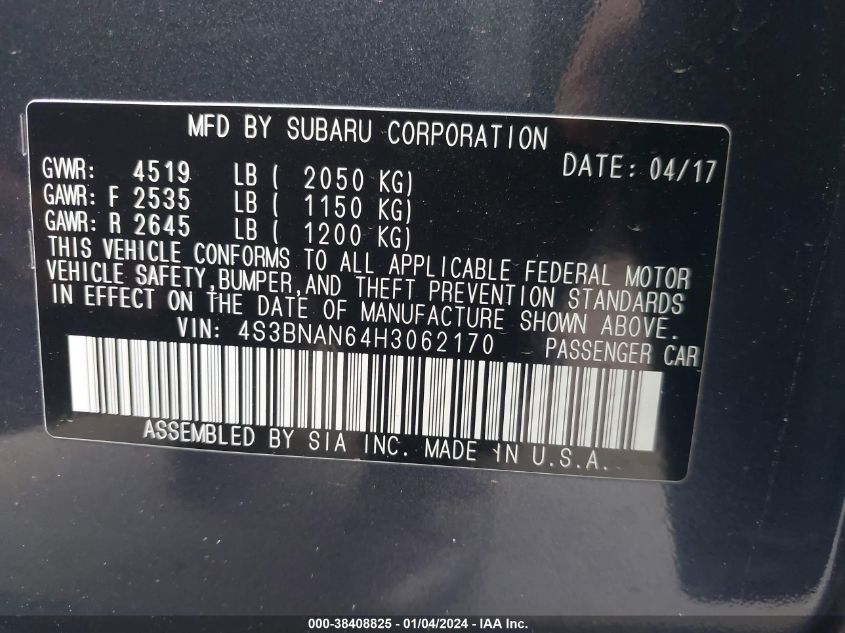 MFD BY SUBARU CORPORATION
DATE: 04/17
GVWR: 4519 LB ( 2050 KG)
GAWR: F 2535 LB ( 1150 KG)
GAWR: R 2645 LB ( 1200 KG)
THIS VEHICLE CONFORMS TO ALL APPLICABLE FEDERAL MOTOR
VEHICLE SAFETY, BUMPER, AND THEFT PREVENTION STANDARDS
IN EFFECT ON THE DATE OF MANUFACTURE SHOWN ABOVE.
VIN: 4S3BNAN64H3062170 PASSENGER CAR
ASSEMBLED BY SIA INC. MADE IN U.S.A.
000-38408825 - 01/04/2024 - IAA Inc.